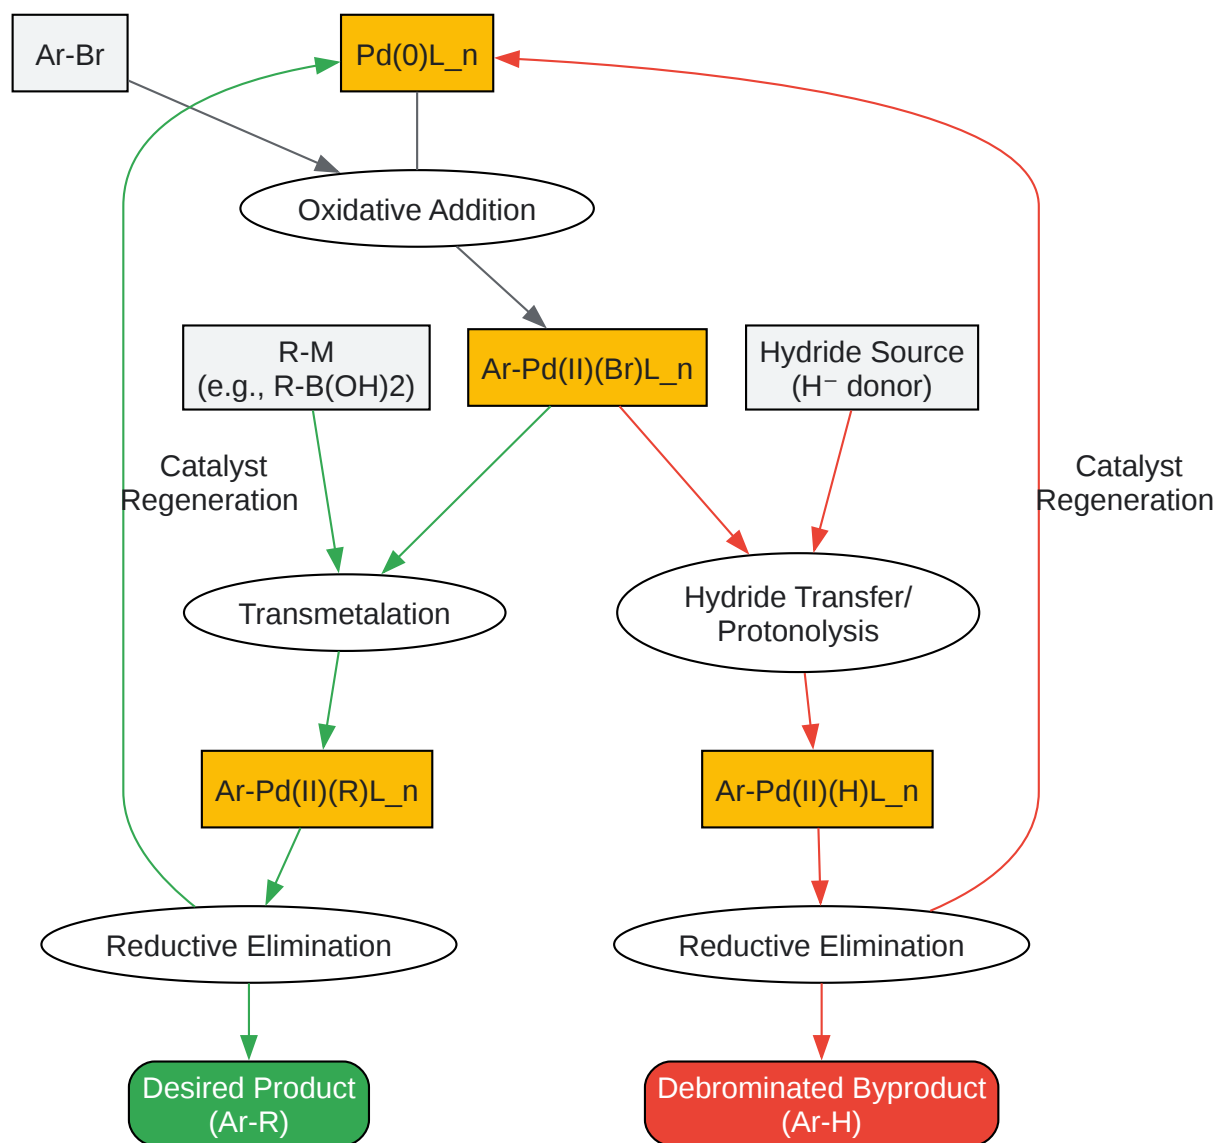 Ar-Br
Pd(0)L_n
Oxidative Addition
R-M
(e.g., R-B(OH)2)
Ar-Pd(II)(Br)L_n
Hydride Source
(H⁻ donor)
Catalyst
Regeneration
Catalyst
Regeneration
Transmetalation
Hydride Transfer/
Protonolysis
Ar-Pd(II)(R)L_n
Ar-Pd(II)(H)L_n
Reductive Elimination
Reductive Elimination
Desired Product
(Ar-R)
Debrominated Byproduct
(Ar-H)